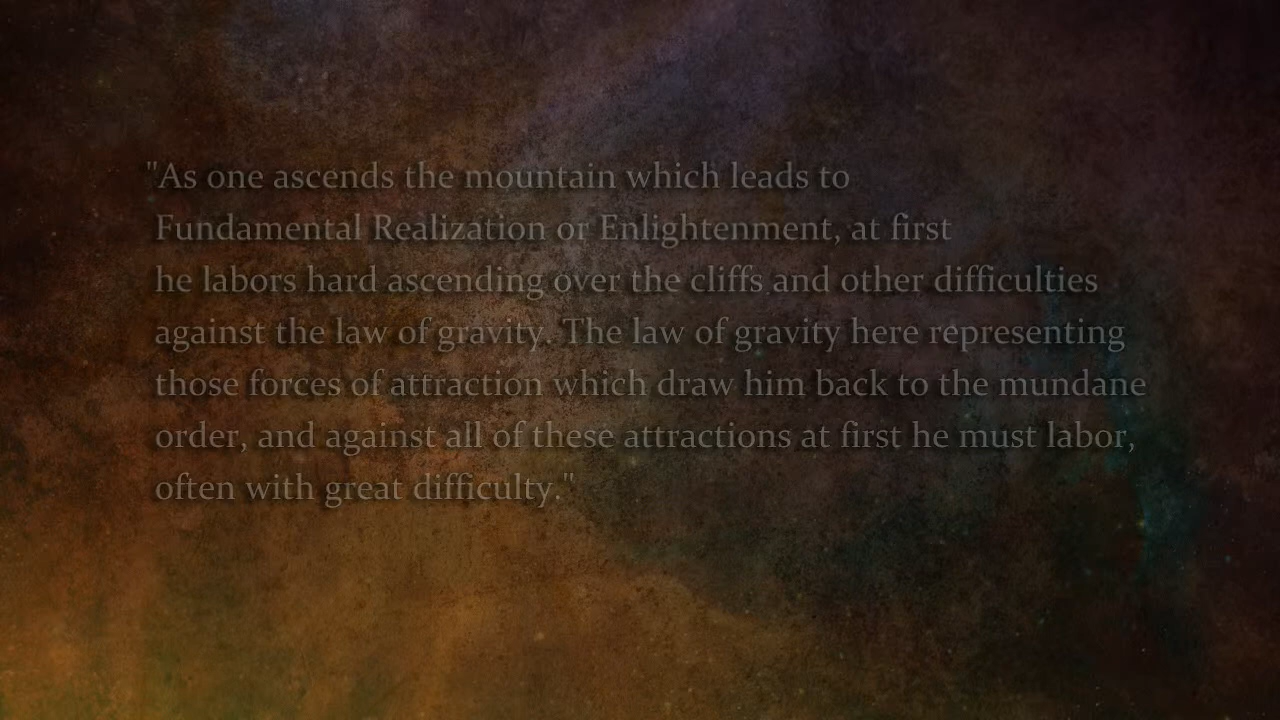 "As one ascends the mountain which leads to
Fundamental Realization or Enlightenment, at first
he labors hard ascending over the cliffs and other difficulties
against the law of gravity. The law of gravity here representing
those forces of attraction which draw him back to the mundane
order, and against all of these attractions at first he must labor,
often with great difficulty."